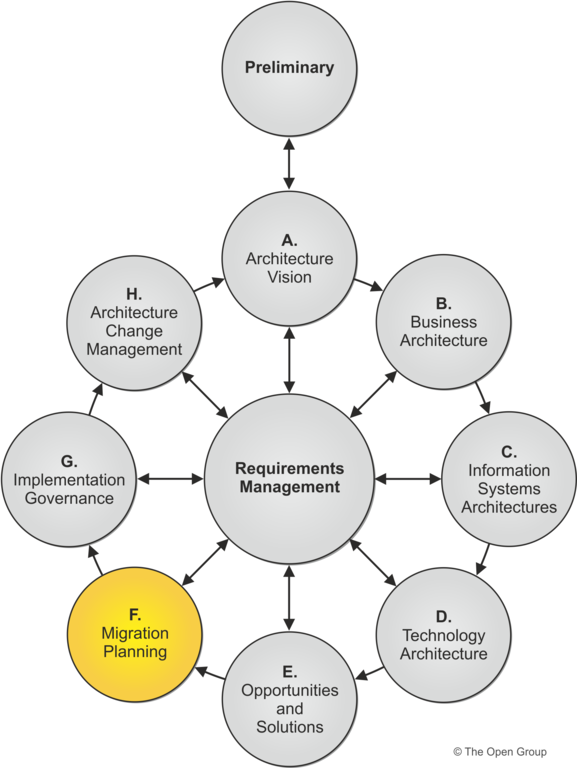 Preliminary
A.
Architecture
Vision
B.
Business
Architecture
C.
Information
Systems
Architectures
D.
Technology
Architecture
E.
Opportunities
and
Solutions
F.
Migration
Planning
G.
Implementation
Governance
H.
Architecture
Change
Management
Requirements
Management
© The Open Group